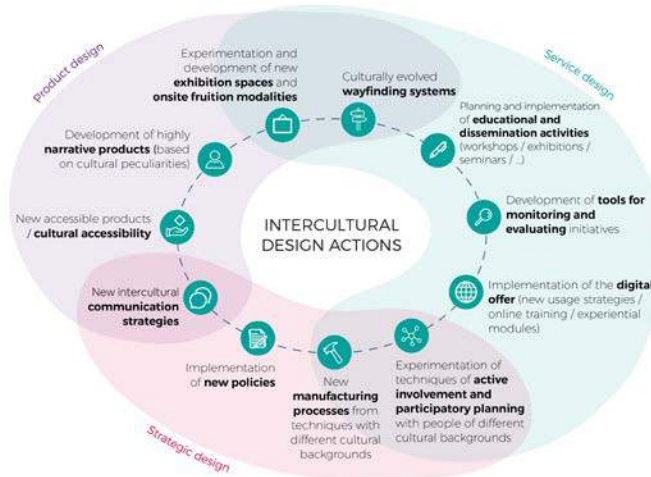 Product design
Service design
Strategic design
Experimentation and
development of new
exhibition spaces and
onsite fruition modalities
Culturally evolved
wayfinding systems
Planning and implementation
of educational and
dissemination activities
(workshops / exhibitions /
seminars / ...)
Development of tools for
monitoring and
evaluating initiatives
Implementation of the digital
offer (new usage strategies /
online training / experiential
modules)
Experimentation of
techniques of active
involvement and
participatory planning
with people of different
cultural backgrounds
New
manufacturing
processes from
techniques with
different cultural
backgrounds
Implementation
of new policies
New intercultural
communication
strategies
New accessible products
/ cultural accessibility
Development of highly
narrative products (based
on cultural peculiarities)
INTERCULTURAL
DESIGN ACTIONS